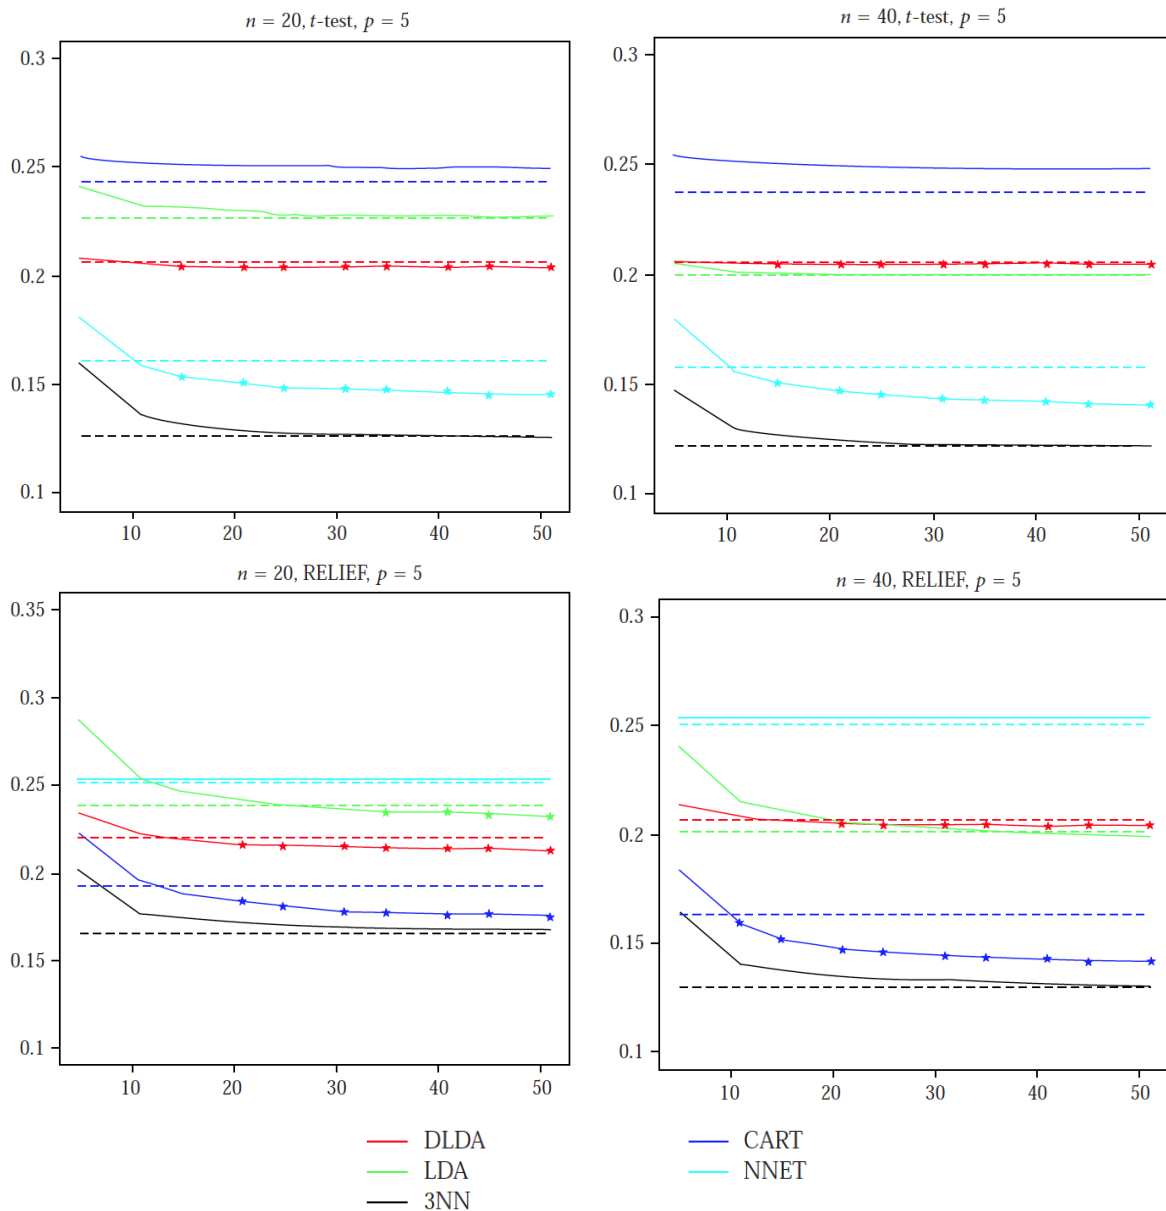 n = 20, t-test, p = 5
0.3
0.25
0.2
0.15
0.1
10 20 30 40 50
n = 40, t-test, p = 5
0.3
0.25
0.2
0.15
0.1
10 20 30 40 50
n = 20, RELIEF, p = 5
0.35
0.3
0.25
0.2
0.15
0.1
10 20 30 40 50
n = 40, RELIEF, p = 5
0.3
0.25
0.2
0.15
0.1
10 20 30 40 50
DLDA
LDA
3NN
CART
NNET